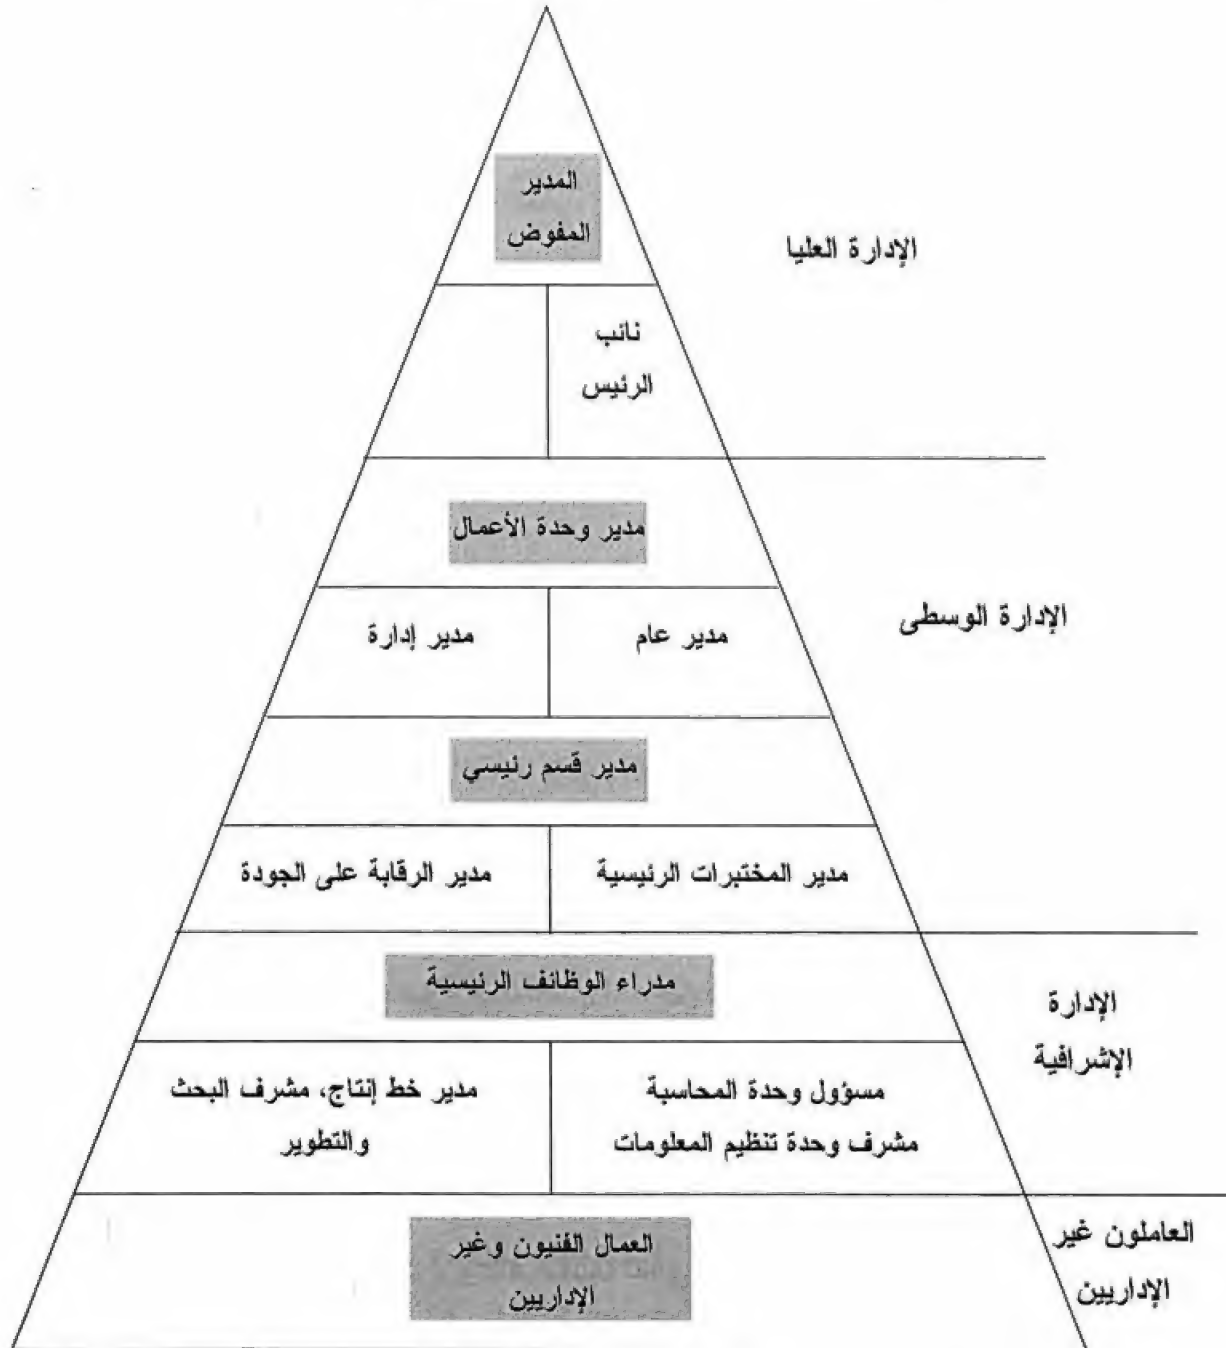 المدير
المفوض
الإدارة العليا
نائب
الرئيس
مدير وحدة الأعمال
الإدارة الوسطى
مدير عام
مدير إدارة
مدير قسم رئيسي
مدير المختبرات الرئيسية
مدير الرقابة على الجودة
مدراء الوظائف الرئيسية
الإدارة
الإشرافية
مسؤول وحدة المحاسبة
مشرف وحدة تنظيم المعلومات
مدير خط إنتاج، مشرف البحث
والتطوير
العمال الفنيون وغير
الإداريين
العاملون غير
الإداريين